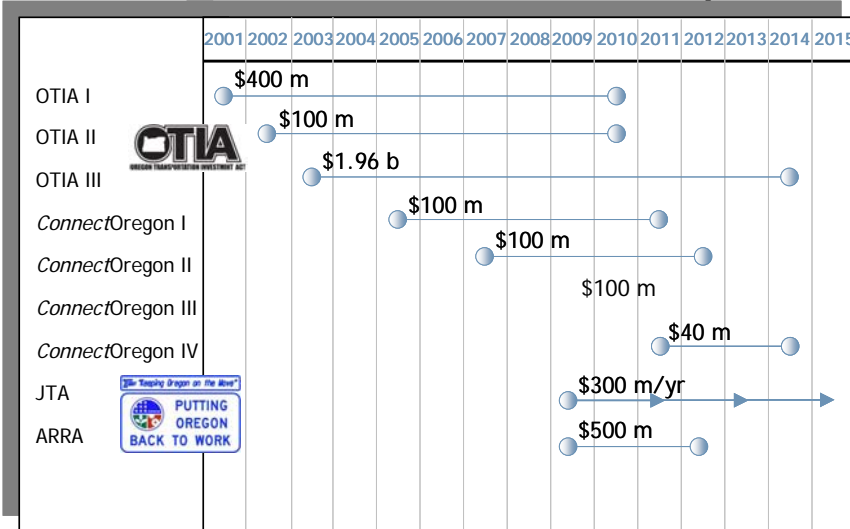 2001 2002 2003 2004 2005 2006 2007 2008 2009 2010 2011 2012 2013 2014 2015
OTIA I $400 m
OTIA II $100 m
OTIA
OREGON TRANSPORTATION INVESTMENT ACT
OTIA III $1.96 b
ConnectOregon I $100 m
ConnectOregon II $100 m
ConnectOregon III $100 m
ConnectOregon IV $40 m
JTA $300 m/yr
"Keeping Oregon on the Move"
PUTTING
OREGON
BACK TO WORK
ARRA $500 m